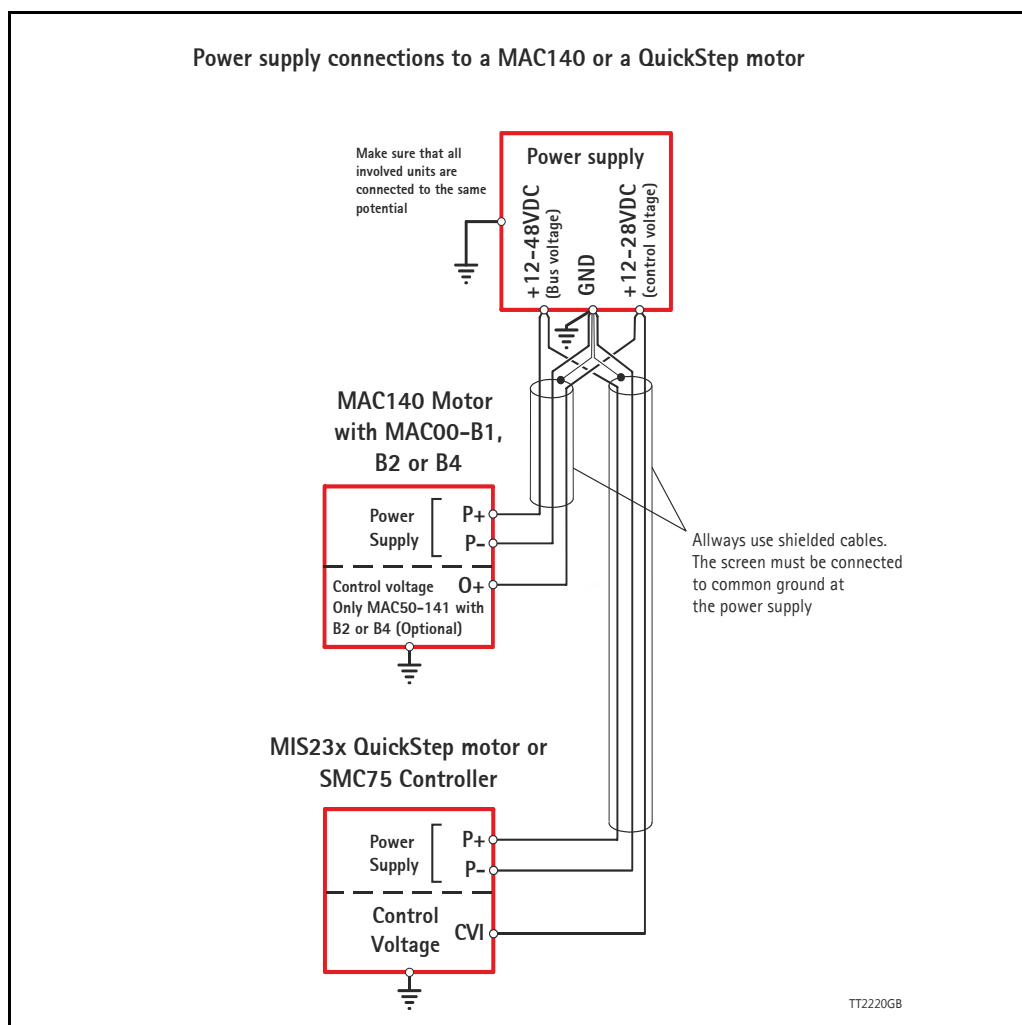 Power supply connections to a MAC140 or a QuickStep motor
Make sure that all
involved units are
connected to the same
potential
Power supply
+12-48VDC
(Bus voltage)
GND
+12-28VDC
(control voltage)
MAC140 Motor
with MAC00-B1,
B2 or B4
Power
Supply
P+
P-
Control voltage
O+
Only MAC50-141 with
B2 or B4 (Optional)
Allways use shielded cables.
The screen must be connected
to common ground at
the power supply
MIS23x QuickStep motor or
SMC75 Controller
Power
Supply
P+
P-
Control
Voltage
CVI
TT2220GB